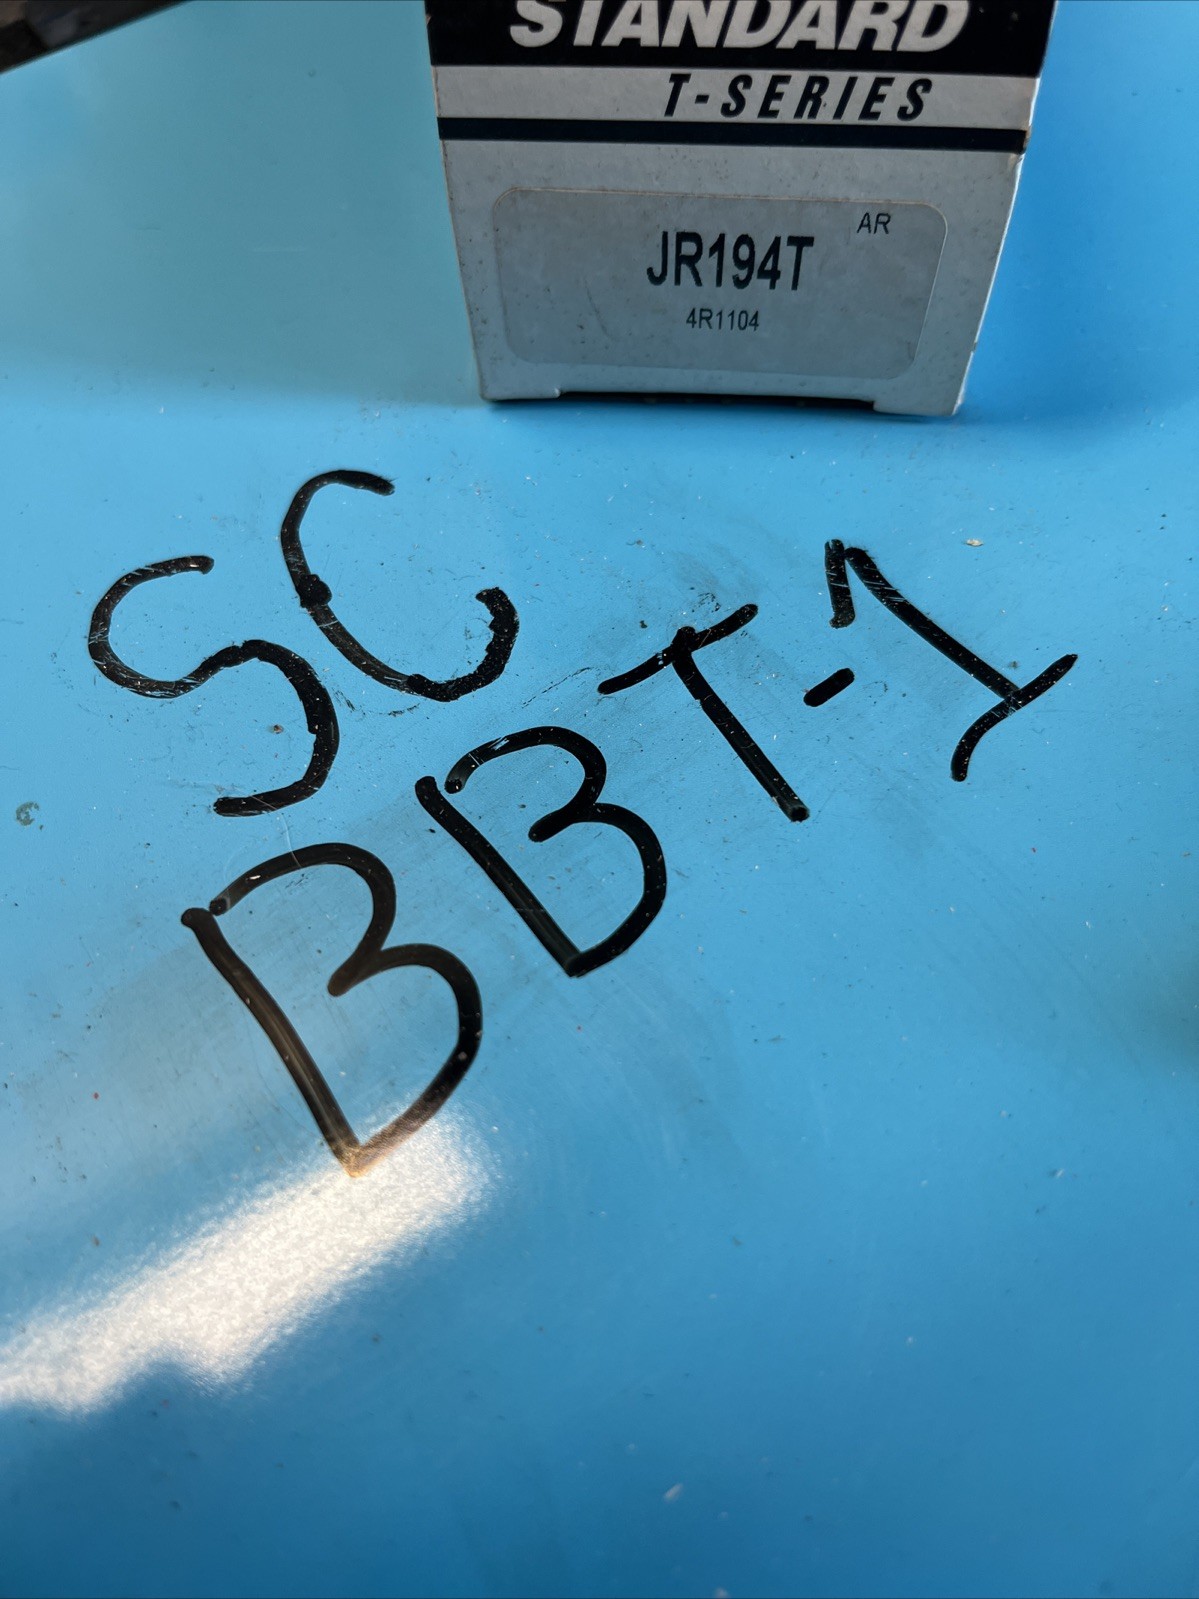 STANDARD
T-SERIES
AR
JR194T
4R1104
SC
BBT-1